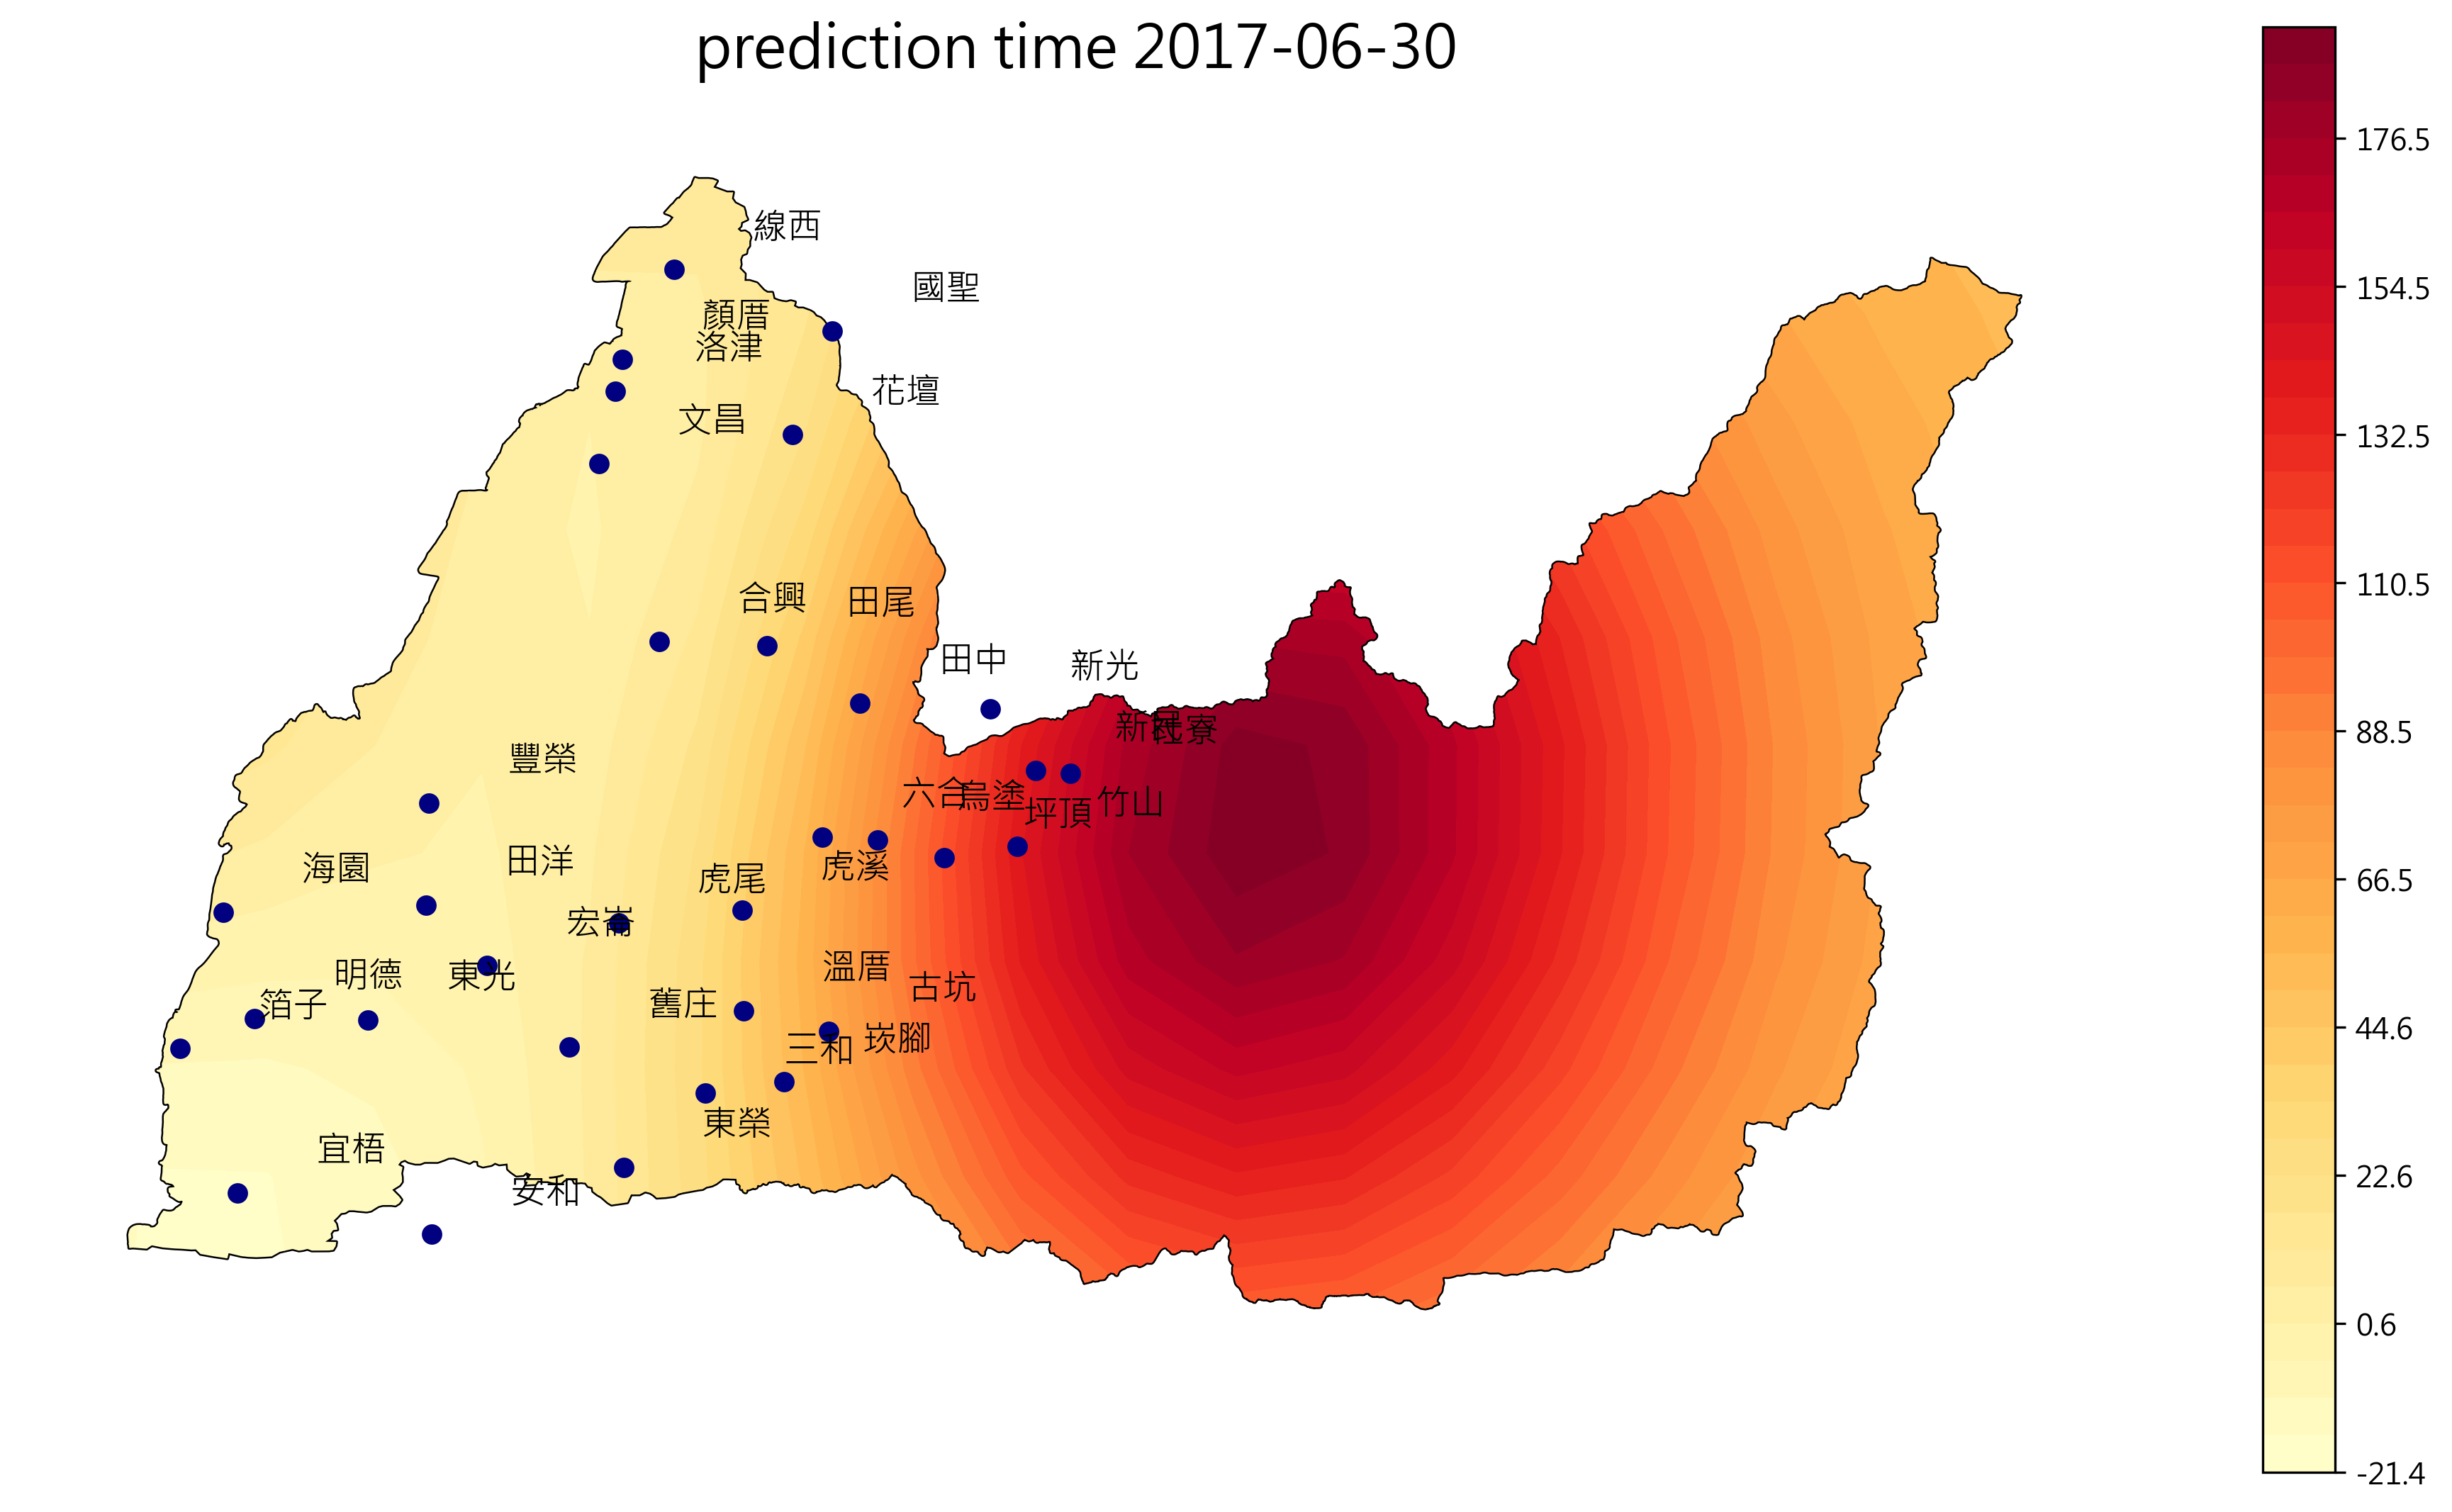 prediction time 2017-06-30
線西
國聖
顏厝
洛津
花壇
文昌
合興
田尾
田中
新光
新民
社寮
豐榮
六合
烏塗
坪頂
竹山
海園
田洋
虎尾
虎溪
宏崙
明德
東光
溫厝
古坑
箔子
舊庄
三和
崁腳
東榮
宜梧
安和
176.5
154.5
132.5
110.5
88.5
66.5
44.6
22.6
0.6
-21.4